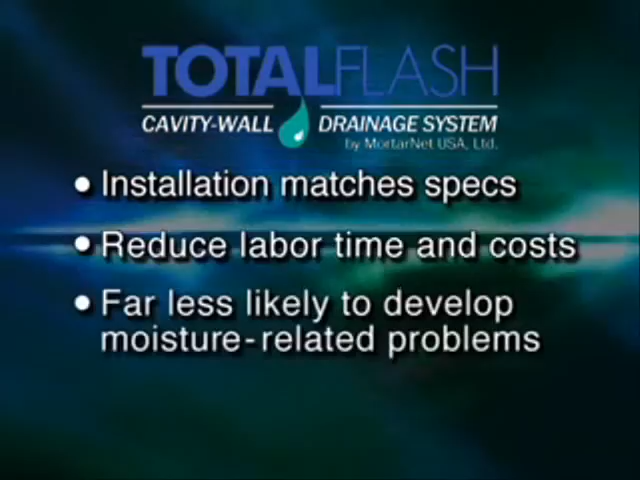 TOTALFLASH
CAVITY-WALL DRAINAGE SYSTEM
by MortarNet USA, Ltd.
• Installation matches specs
• Reduce labor time and costs
• Far less likely to develop
moisture-related problems